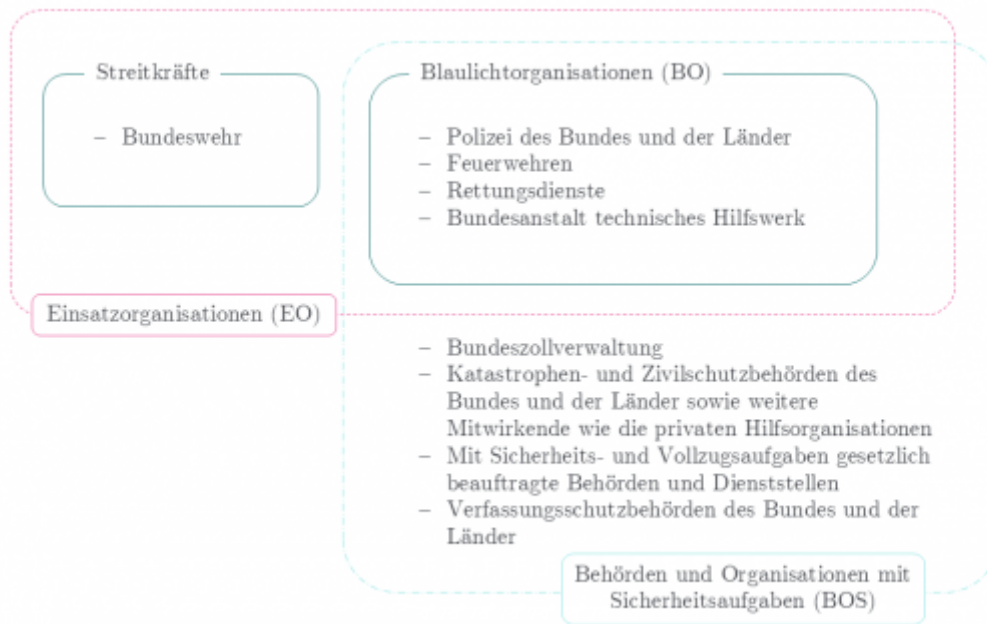 Streitkräfte
– Bundeswehr
Blaulichtorganisationen (BO)
– Polizei des Bundes und der Länder
– Feuerwehren
– Rettungsdienste
– Bundesanstalt technisches Hilfswerk
Einsatzorganisationen (EO)
– Bundeszollverwaltung
– Katastrophen- und Zivilschutzbehörden des
Bundes und der Länder sowie weitere
Mitwirkende wie die privaten Hilfsorganisationen
– Mit Sicherheits- und Vollzugsaufgaben gesetzlich
beauftragte Behörden und Dienststellen
– Verfassungsschutzbehörden des Bundes und der
Länder
Behörden und Organisationen mit
Sicherheitsaufgaben (BOS)